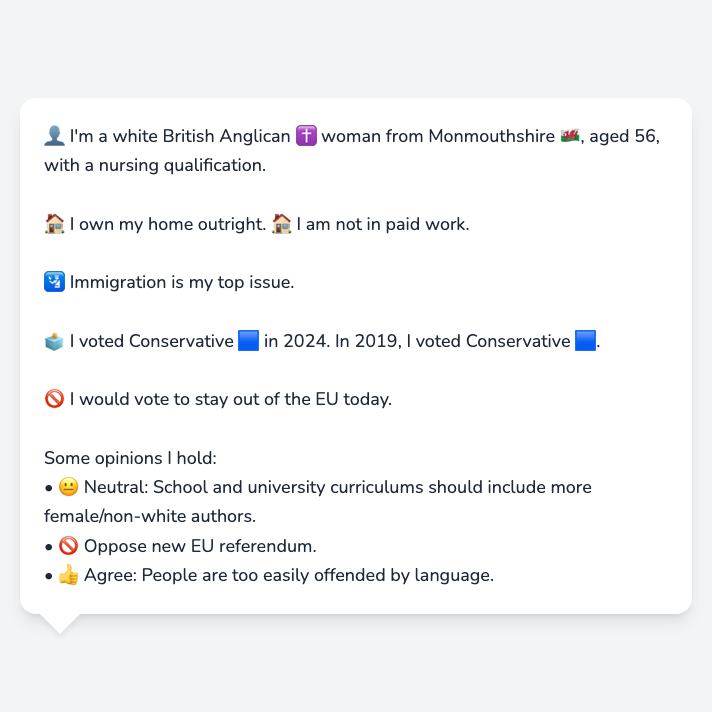 👤 I'm a white British Anglican ✝️ woman from Monmouthshire 🏴󠁧󠁢󠁷󠁬󠁳󠁿, aged 56,
with a nursing qualification.
🏠 I own my home outright. 🏠 I am not in paid work.
🛂 Immigration is my top issue.
🗳️ I voted Conservative 🟦 in 2024. In 2019, I voted Conservative 🟦.
🚫 I would vote to stay out of the EU today.
Some opinions I hold:
• 😐 Neutral: School and university curriculums should include more
female/non-white authors.
• 🚫 Oppose new EU referendum.
• 👍 Agree: People are too easily offended by language.